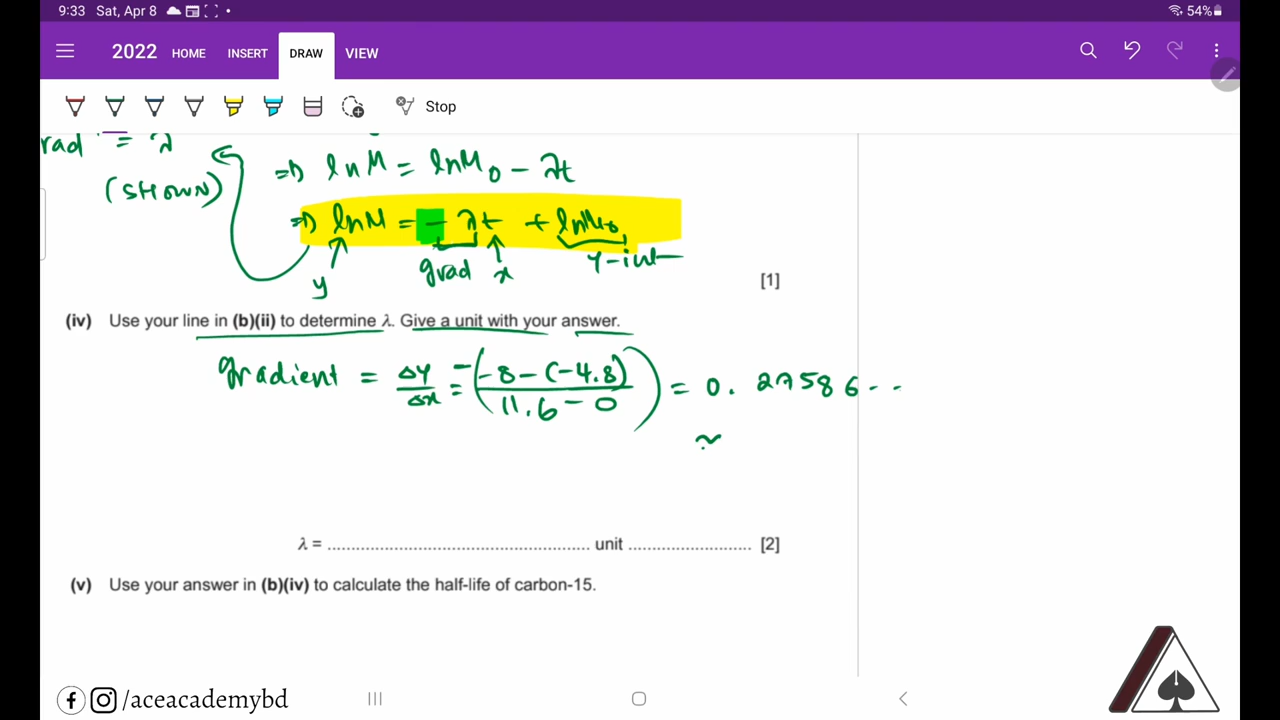 9:33 Sat, Apr 8 54%
2022 HOME INSERT DRAW VIEW
Stop
rad = λ
(SHOWN)
=> ln M = ln M0 - λt
=> ln M = - λt + ln M0
y grad x y-int
[1]
(iv) Use your line in (b)(ii) to determine λ. Give a unit with your answer.
gradient = Δy/Δx = -(-8-(-4.8)/11.6-0) = 0.27586...
≈
λ = .................................................... unit ......................... [2]
(v) Use your answer in (b)(iv) to calculate the half-life of carbon-15.
/aceacademybd